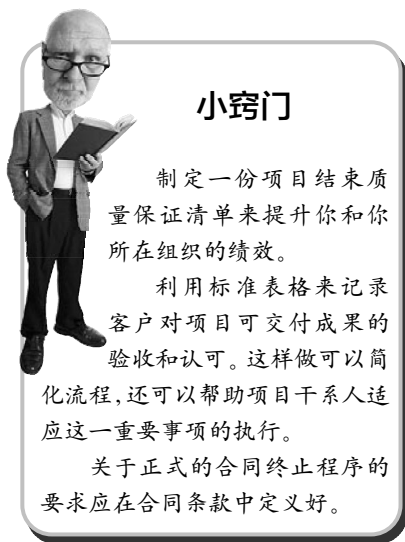 小窍门
制定一份项目结束质
量保证清单来提升你和你
所在组织的绩效。
利用标准表格来记录
客户对项目可交付成果的
验收和认可。这样做可以简
化流程,还可以帮助项目干系人适
应这一重要事项的执行。
关于正式的合同终止程序的
要求应在合同条款中定义好。